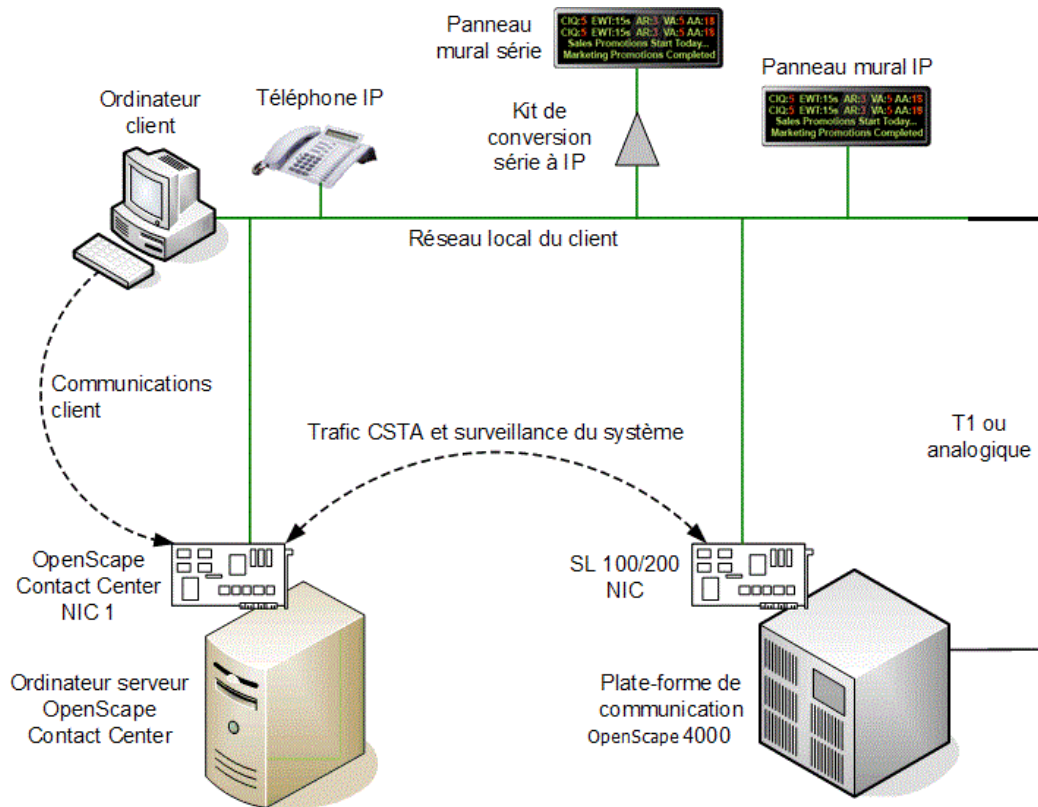 Panneau
mural série
CIQ:5 EWT:15s AR:3 VA:5 AA:18
CIQ:5 EWT:15s AR:3 VA:5 AA:18
Sales Promotions Start Today...
Marketing Promotions Completed
Panneau mural IP
CIQ:5 EWT:15s AR:3 VA:5 AA:18
CIQ:5 EWT:15s AR:3 VA:5 AA:18
Sales Promotions Start Today...
Marketing Promotions Completed
Ordinateur
client
Téléphone IP
Kit de
conversion
série à IP
Réseau local du client
Communications
client
Trafic CSTA et surveillance du système
T1 ou
analogique
OpenScape
Contact Center
NIC 1
SL 100/200
NIC
Ordinateur serveur
OpenScape
Contact Center
Plate-forme de
communication
OpenScape 4000